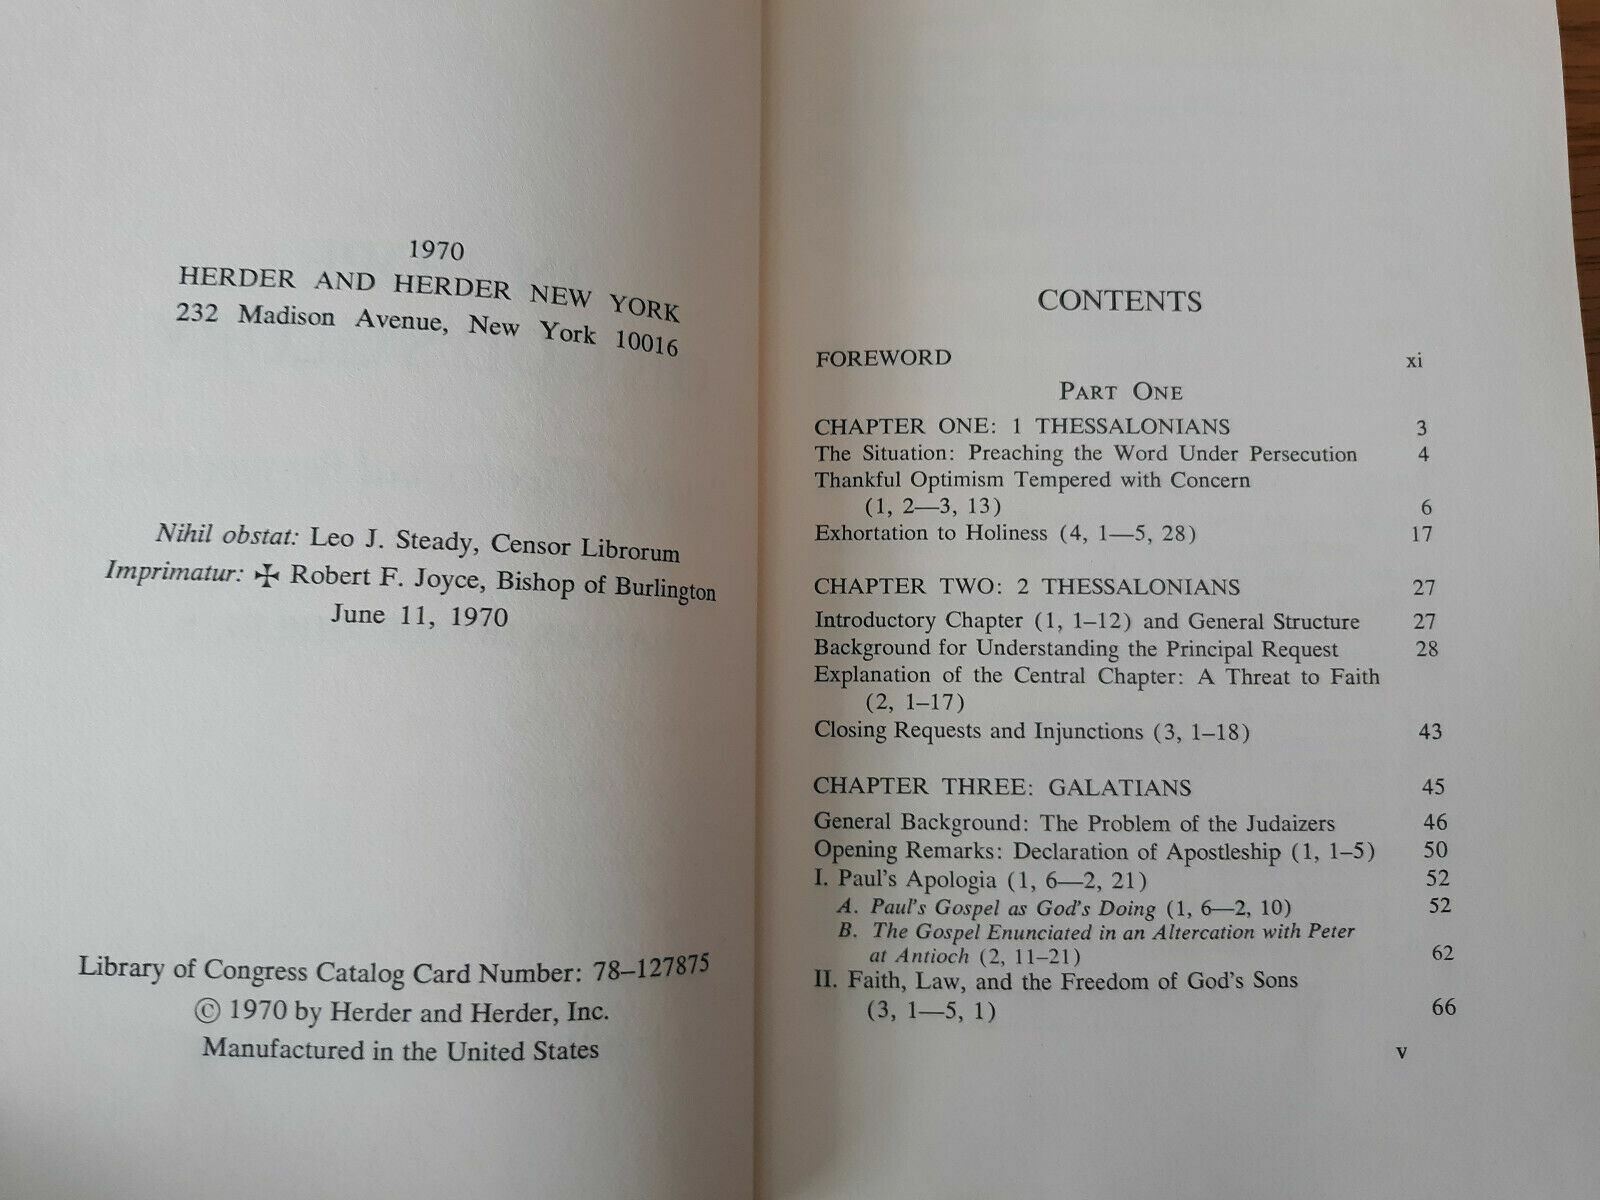 1970
HERDER AND HERDER NEW YORK
232 Madison Avenue, New York 10016
Nihil obstat: Leo J. Steady, Censor Librorum
Imprimatur: ✠ Robert F. Joyce, Bishop of Burlington
June 11, 1970
Library of Congress Catalog Card Number: 78–127875
© 1970 by Herder and Herder, Inc.
Manufactured in the United States
CONTENTS
FOREWORD xi
PART ONE
CHAPTER ONE: 1 THESSALONIANS 3
The Situation: Preaching the Word Under Persecution 4
Thankful Optimism Tempered with Concern
(1, 2—3, 13) 6
Exhortation to Holiness (4, 1—5, 28) 17
CHAPTER TWO: 2 THESSALONIANS 27
Introductory Chapter (1, 1–12) and General Structure 27
Background for Understanding the Principal Request 28
Explanation of the Central Chapter: A Threat to Faith
(2, 1–17)
Closing Requests and Injunctions (3, 1–18) 43
CHAPTER THREE: GALATIANS 45
General Background: The Problem of the Judaizers 46
Opening Remarks: Declaration of Apostleship (1, 1–5) 50
I. Paul's Apologia (1, 6—2, 21) 52
A. Paul's Gospel as God's Doing (1, 6—2, 10) 52
B. The Gospel Enunciated in an Altercation with Peter
at Antioch (2, 11–21) 62
II. Faith, Law, and the Freedom of God's Sons
(3, 1—5, 1) 66
v